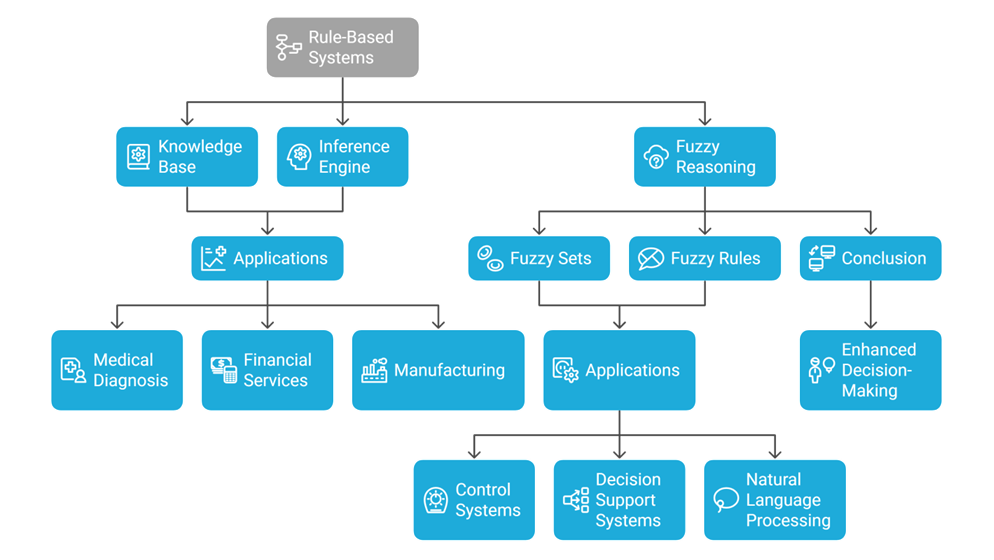 Rule-Based
Systems
Knowledge
Base
Inference
Engine
Fuzzy
Reasoning
Applications
Fuzzy Sets
Fuzzy Rules
Conclusion
Medical
Diagnosis
Financial
Services
Manufacturing
Applications
Enhanced
Decision-
Making
Control
Systems
Decision
Support
Systems
Natural
Language
Processing